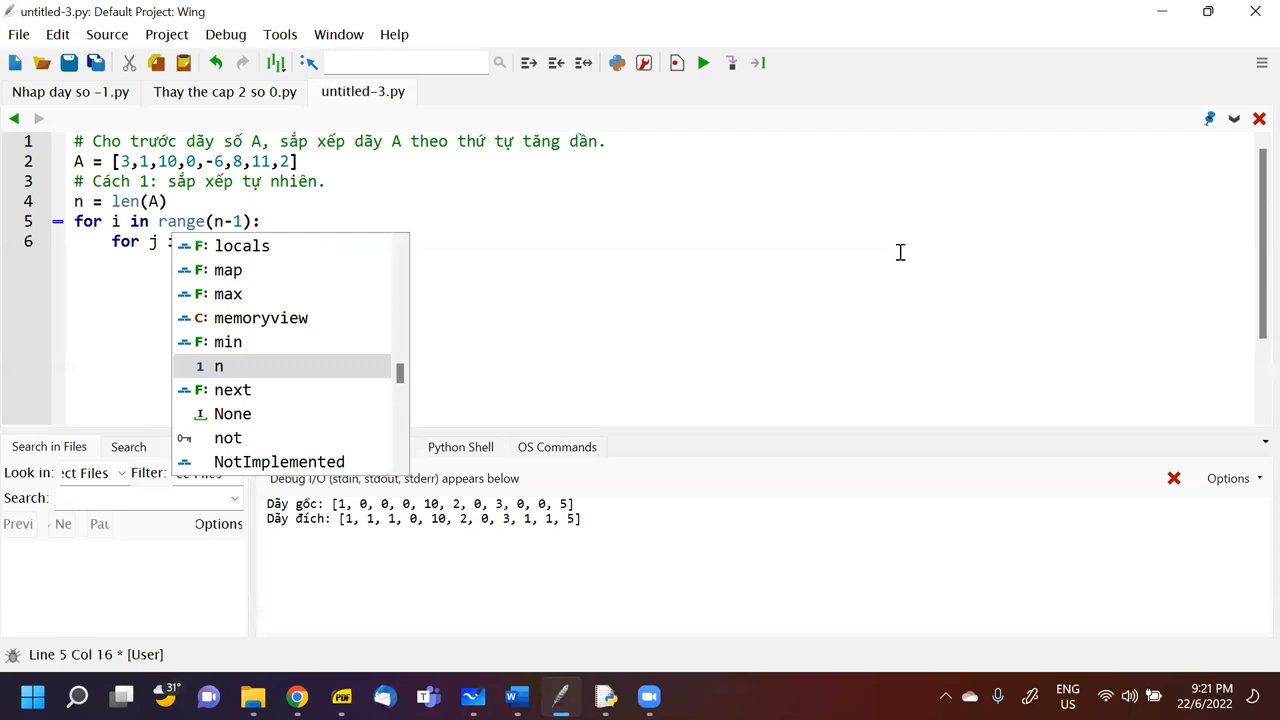 untitled-3.py: Default Project: Wing
File Edit Source Project Debug Tools Window Help
Nhap day so -1.py Thay the cap 2 so 0.py untitled-3.py
1 # Cho trước dãy số A, sắp xếp dãy A theo thứ tự tăng dần.
2 A = [3,1,10,0,-6,8,11,2]
3 # Cách 1: sắp xếp tự nhiên.
4 n = len(A)
5 for i in range(n-1):
6 for j
F: locals
F: map
F: max
C: memoryview
F: min
1 n
F: next
None
not
NotImplemented
Search in Files Search Python Shell OS Commands
Look in: ect Files Filter:
Debug I/O (stdin, stdout, stderr) appears below Options
Search:
Previ Ne Pau Options
Dãy gốc: [1, 0, 0, 0, 10, 2, 0, 3, 0, 0, 5]
Dãy đích: [1, 1, 1, 0, 10, 2, 0, 3, 1, 1, 5]
Line 5 Col 16 * [User]
31°
PDF
ENG
US
9:21 PM
22/6/2022